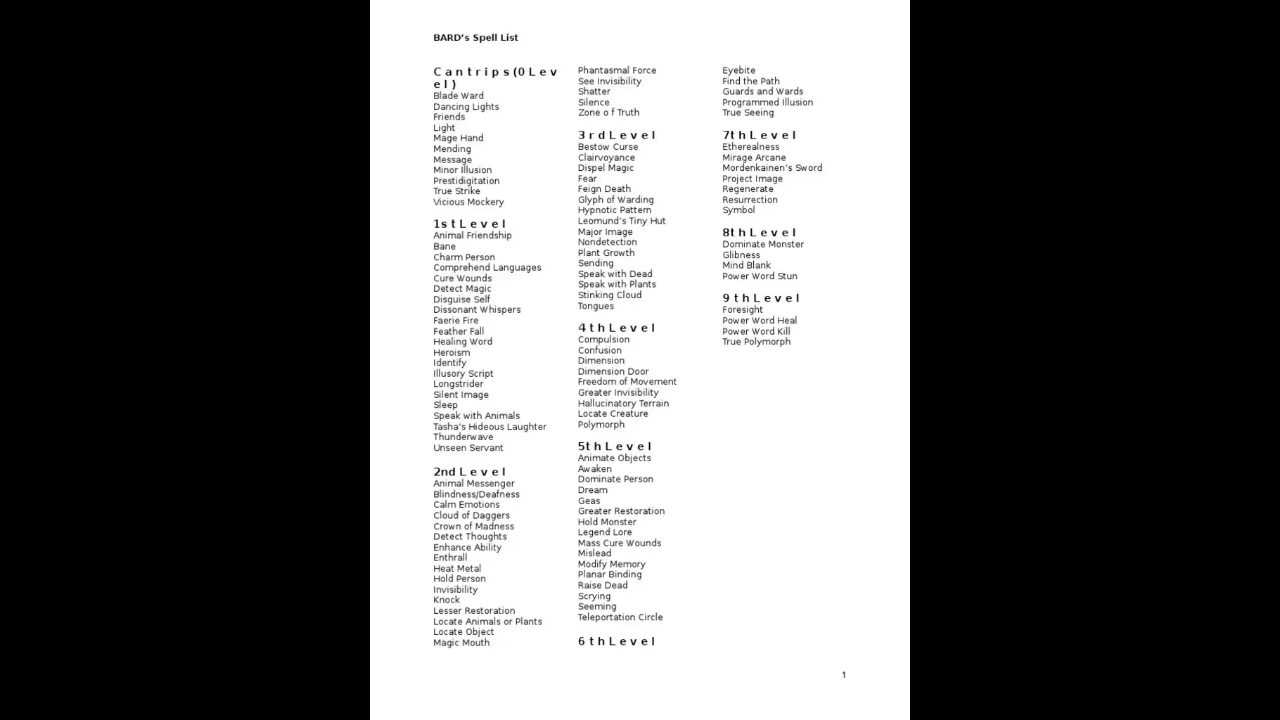 BARD’s Spell List
C a n t r i p s (0 L e v
e l )
Blade Ward
Dancing Lights
Friends
Light
Mage Hand
Mending
Message
Minor Illusion
Prestidigitation
True Strike
Vicious Mockery
1s t L e v e l
Animal Friendship
Bane
Charm Person
Comprehend Languages
Cure Wounds
Detect Magic
Disguise Self
Dissonant Whispers
Faerie Fire
Feather Fall
Healing Word
Heroism
Identify
Illusory Script
Longstrider
Silent Image
Sleep
Speak with Animals
Tasha’s Hideous Laughter
Thunderwave
Unseen Servant
2nd L e v e l
Animal Messenger
Blindness/Deafness
Calm Emotions
Cloud of Daggers
Crown of Madness
Detect Thoughts
Enhance Ability
Enthrall
Heat Metal
Hold Person
Invisibility
Knock
Lesser Restoration
Locate Animals or Plants
Locate Object
Magic Mouth
Phantasmal Force
See Invisibility
Shatter
Silence
Zone o f Truth
3 r d L e v e l
Bestow Curse
Clairvoyance
Dispel Magic
Fear
Feign Death
Glyph of Warding
Hypnotic Pattern
Leomund’s Tiny Hut
Major Image
Nondetection
Plant Growth
Sending
Speak with Dead
Speak with Plants
Stinking Cloud
Tongues
4 t h L e v e l
Compulsion
Confusion
Dimension
Dimension Door
Freedom of Movement
Greater Invisibility
Hallucinatory Terrain
Locate Creature
Polymorph
5t h L e v e l
Animate Objects
Awaken
Dominate Person
Dream
Geas
Greater Restoration
Hold Monster
Legend Lore
Mass Cure Wounds
Mislead
Modify Memory
Planar Binding
Raise Dead
Scrying
Seeming
Teleportation Circle
6 t h L e v e l
Eyebite
Find the Path
Guards and Wards
Programmed Illusion
True Seeing
7t h L e v e l
Etherealness
Mirage Arcane
Mordenkainen’s Sword
Project Image
Regenerate
Resurrection
Symbol
8t h L e v e l
Dominate Monster
Glibness
Mind Blank
Power Word Stun
9 t h L e v e l
Foresight
Power Word Heal
Power Word Kill
True Polymorph
1